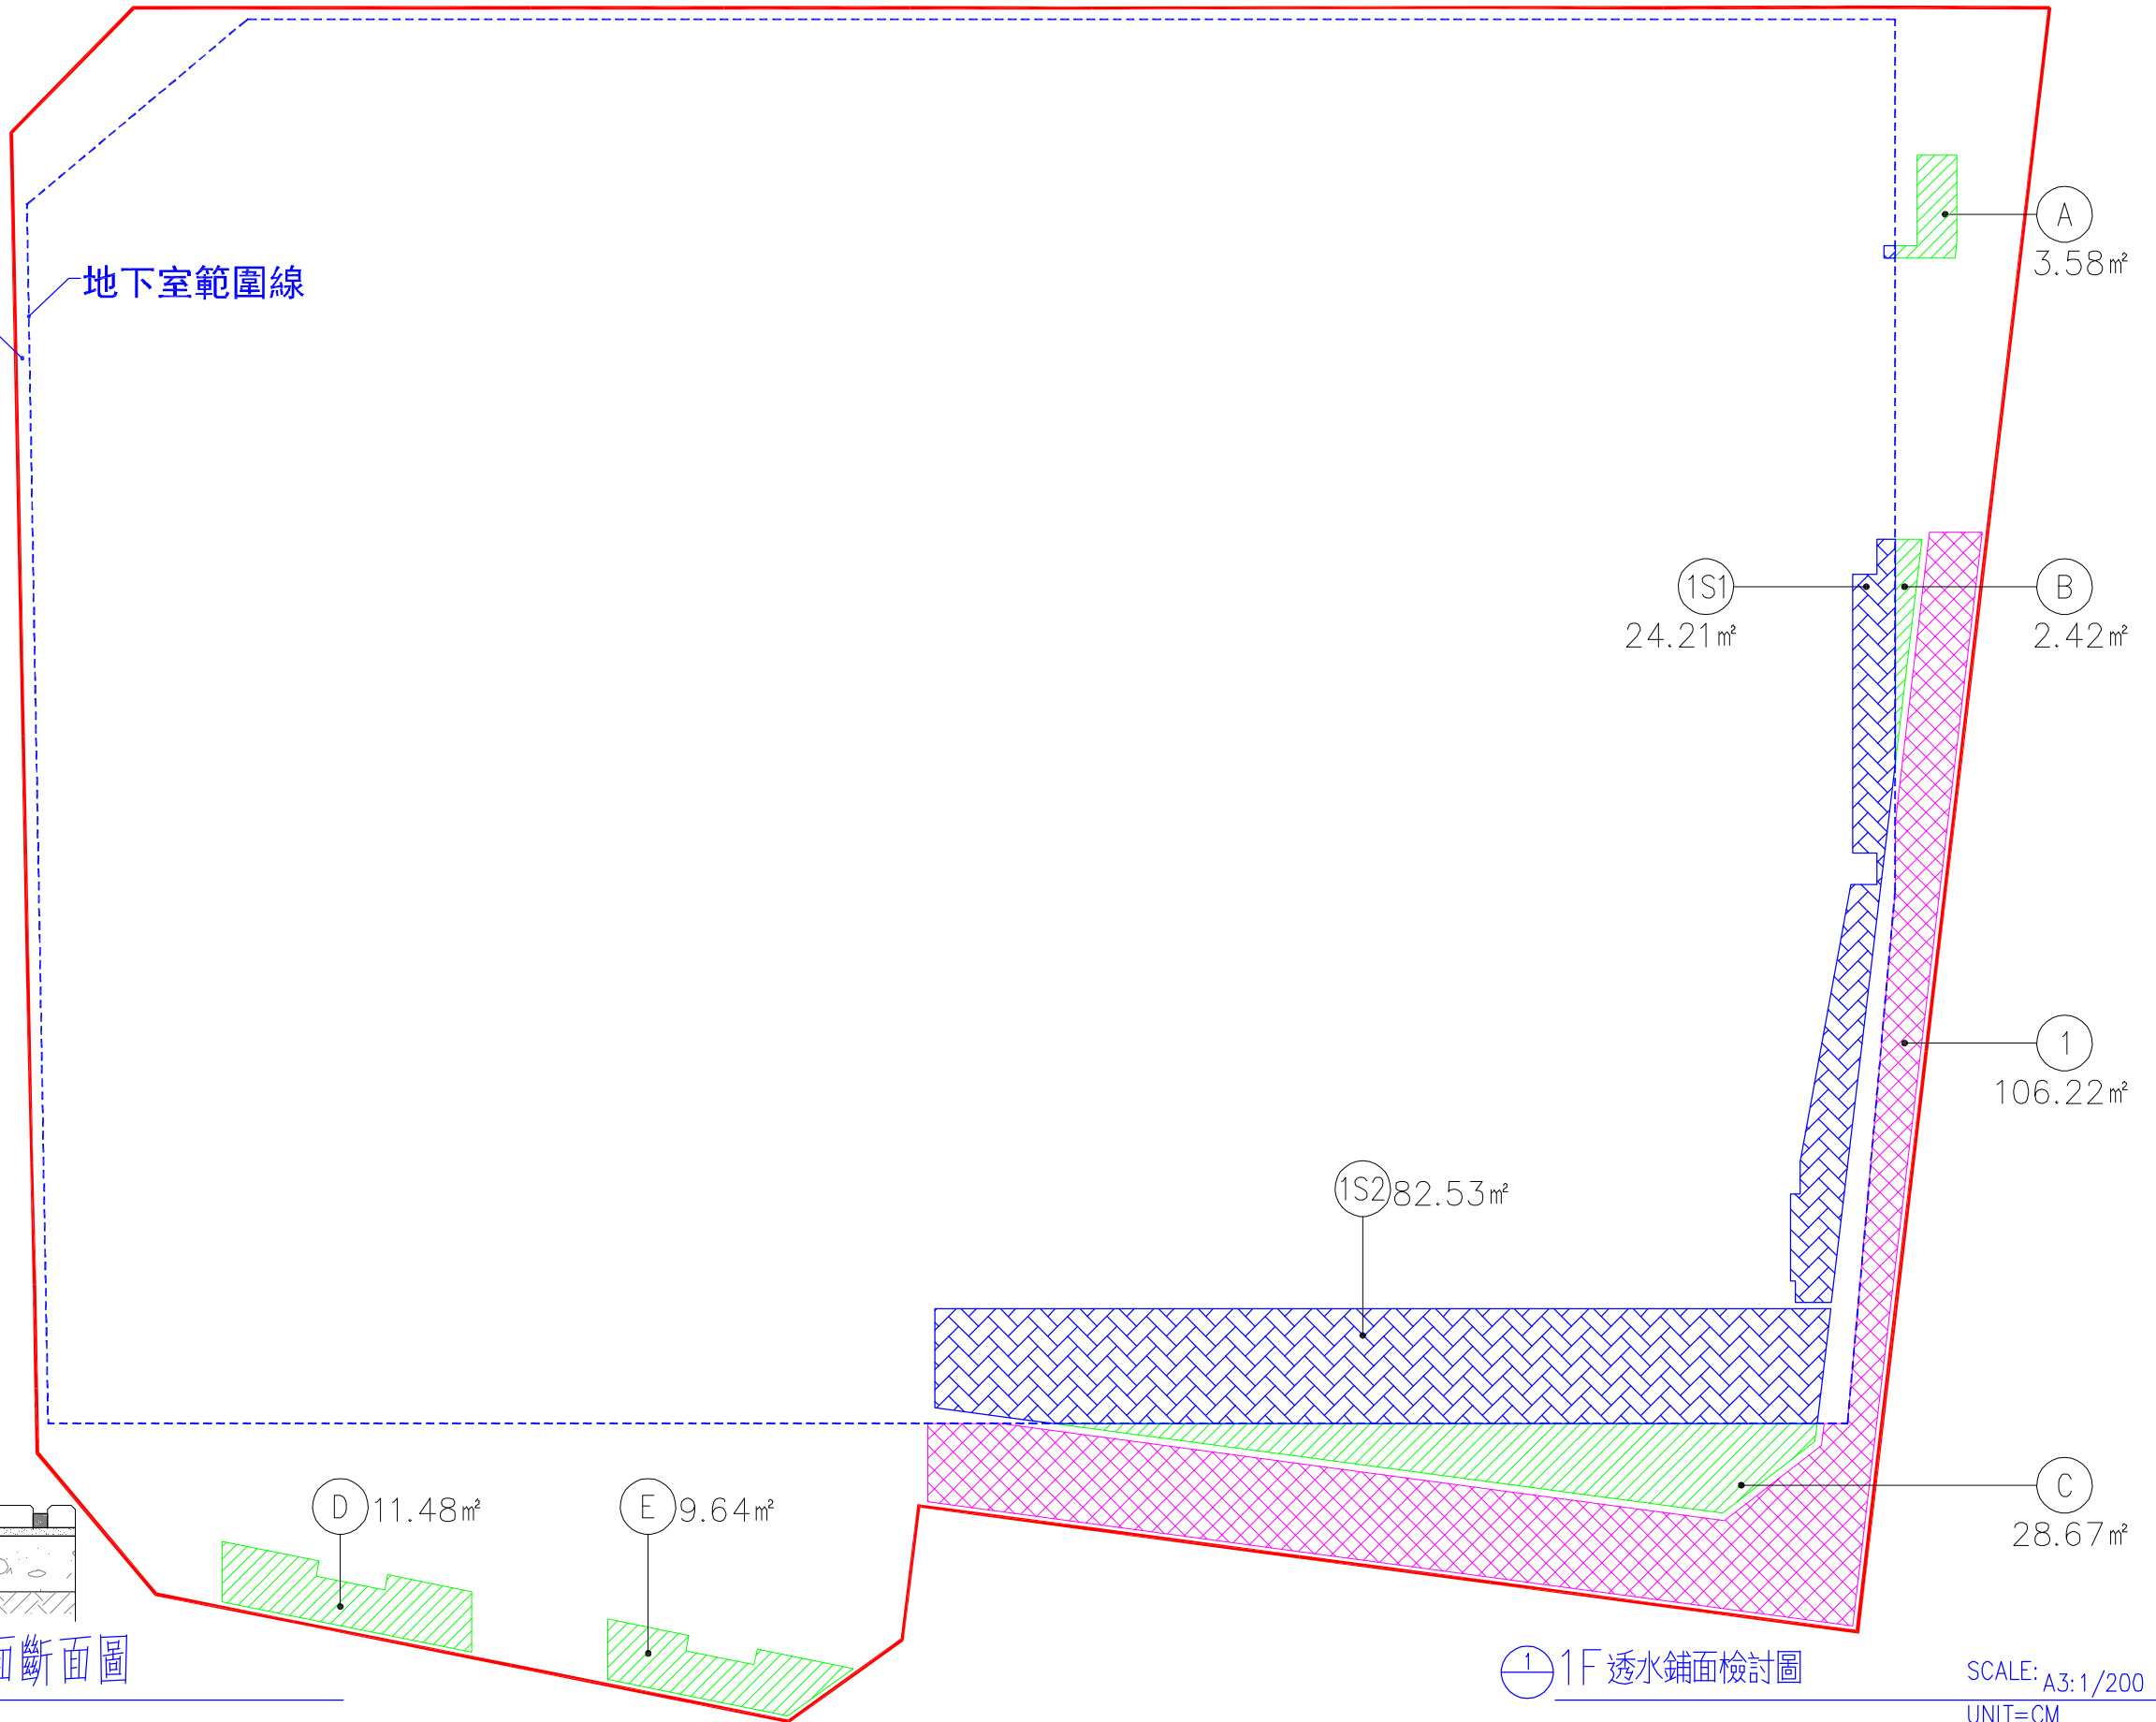 A
3.58㎡
地下室範圍線
1S1
24.21㎡
B
2.42㎡
1
106.22㎡
1S2 82.53㎡
D 11.48㎡
E 9.64㎡
C
28.67㎡
面斷面圖
1
1F 透水鋪面檢討圖
SCALE: A3:1/200
UNIT=CM